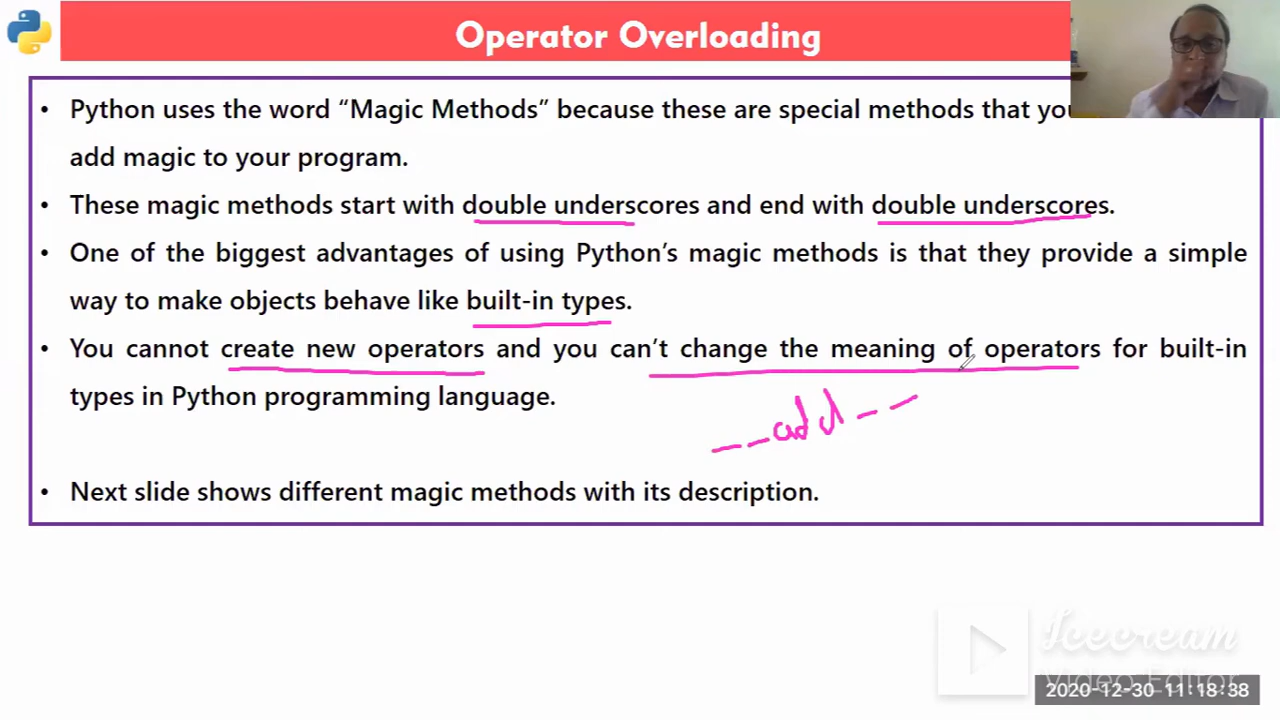 Operator Overloading
• Python uses the word “Magic Methods” because these are special methods that you
add magic to your program.
• These magic methods start with double underscores and end with double underscores.
• One of the biggest advantages of using Python’s magic methods is that they provide a simple
way to make objects behave like built-in types.
• You cannot create new operators and you can’t change the meaning of operators for built-in
types in Python programming language.
__add__
• Next slide shows different magic methods with its description.
Icecream
Video Editor
2020-12-30 11:18:38